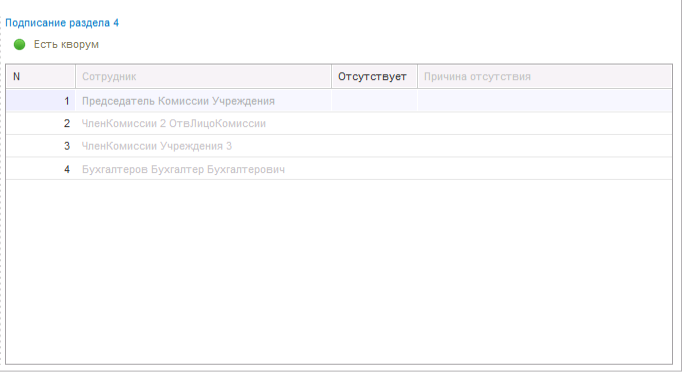 Подписание раздела 4
Есть кворум
N Сотрудник Отсутствует Причина отсутствия
1 Председатель Комиссии Учреждения
2 ЧленКомиссии 2 ОтвЛицоКомиссии
3 ЧленКомиссии Учреждения 3
4 Бухгалтеров Бухгалтер Бухгалтерович